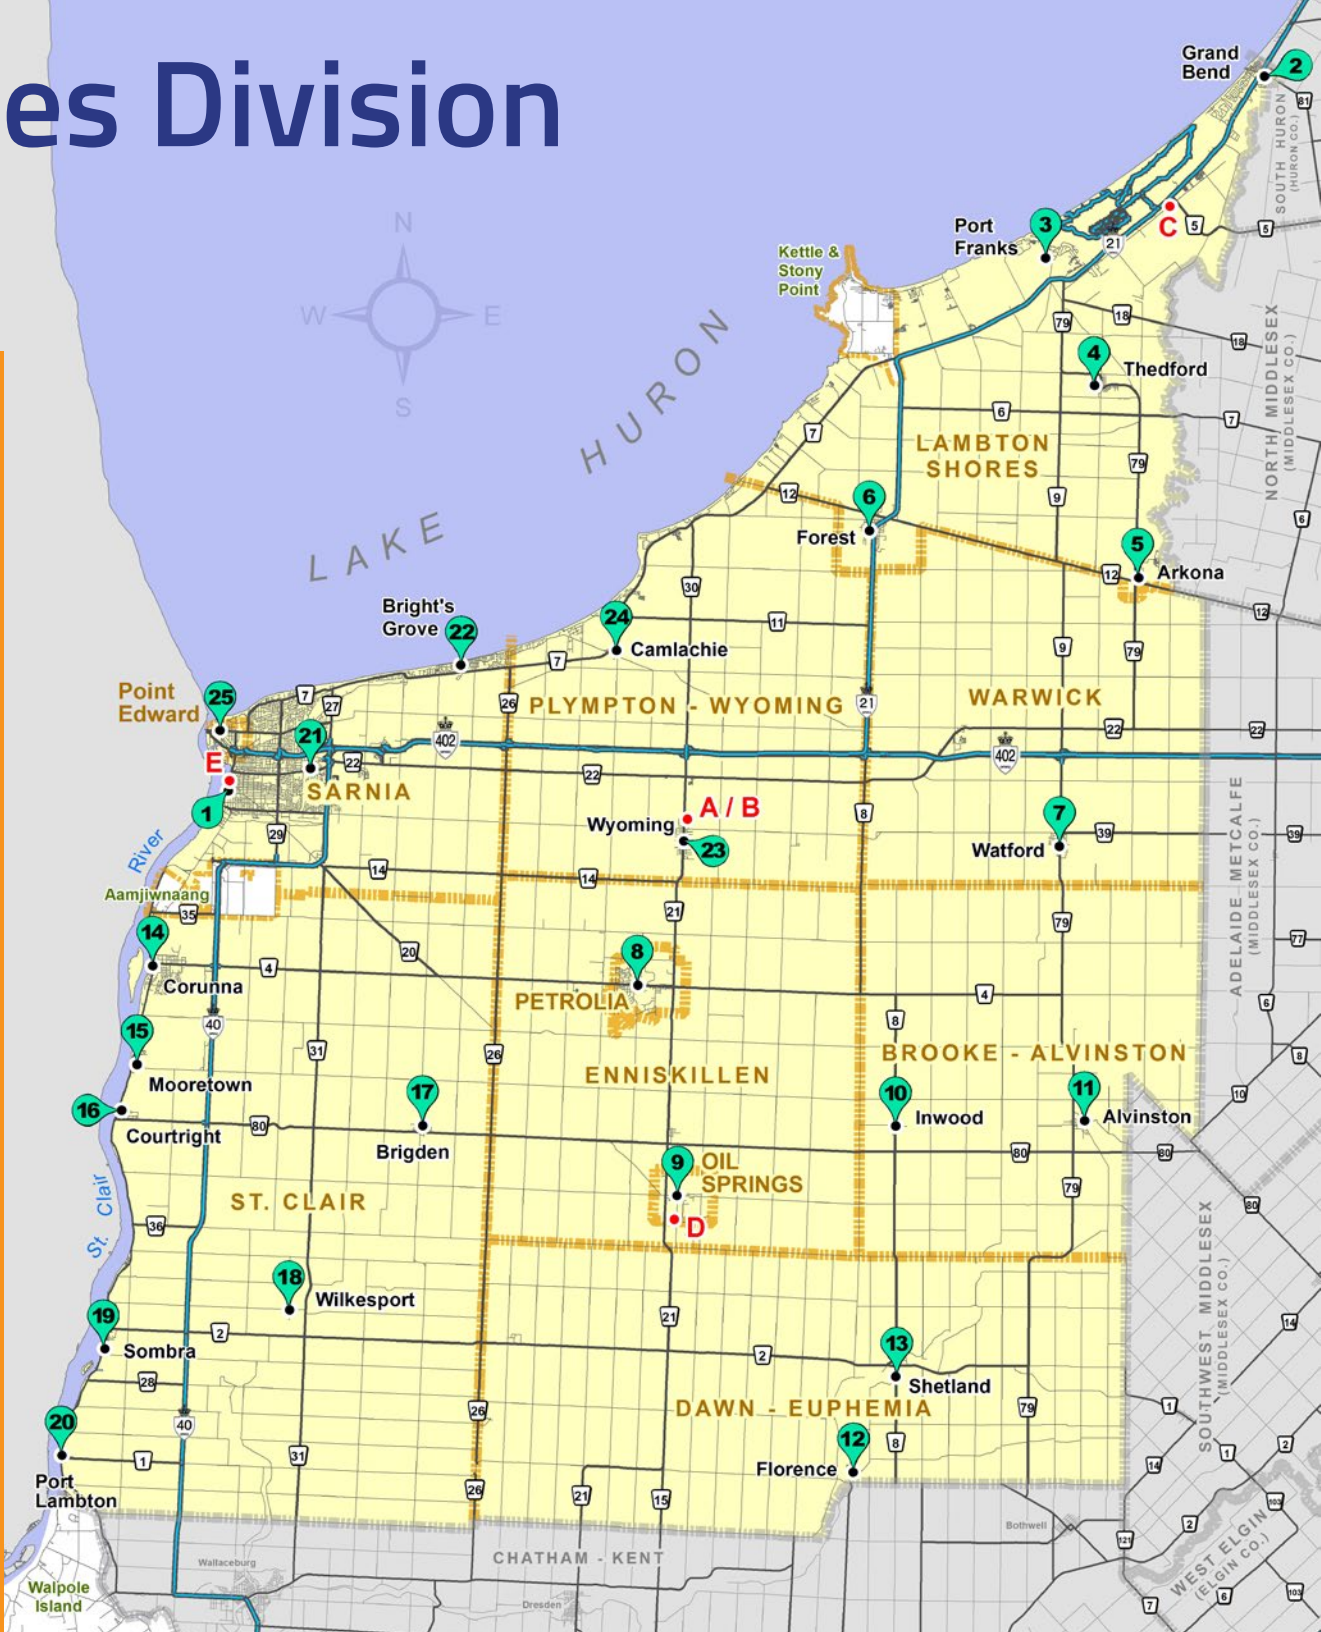 es Division
Grand
Bend
2
81
SOUTH HURON
(HURON CO.)
N
W
E
S
Port
Franks
3
C
5
5
21
Kettle &
Stony
Point
LAKE HURON
79
18
18
4
Thedford
6
7
7
NORTH MIDDLESEX
(MIDDLESEX CO.)
LAMBTON
SHORES
79
12
9
6
6
Forest
5
Arkona
12
12
30
Bright's
Grove
22
24
Camlachie
11
9
79
7
Point
Edward
25
7
27
26
PLYMPTON - WYOMING
21
WARWICK
22
22
21
402
402
E
22
22
SARNIA
1
A / B
Wyoming
23
8
7
Watford
39
39
ADELAIDE METCALFE
(MIDDLESEX CO.)
River
29
14
14
Aamjiwnaang
35
21
79
77
14
Corunna
4
20
8
PETROLIA
4
6
40
8
15
Mooretown
31
26
ENNISKILLEN
BROOKE - ALVINSTON
8
16
Courtright
80
17
Brigden
10
Inwood
11
Alvinston
10
80
80
9
OIL
SPRINGS
St. Clair
ST. CLAIR
79
80
36
D
SOUTHWEST MIDDLESEX
(MIDDLESEX CO.)
18
Wilkesport
19
Sombra
2
21
2
13
Shetland
14
28
DAWN - EUPHEMIA
26
79
1
20
40
12
Florence
8
1
2
1
31
14
Port
Lambton
26
21
15
103
Bothwell
2
121
WEST ELGIN
(ELGIN CO.)
CHATHAM - KENT
Wallaceburg
Walpole
Island
Dresden
103
6
7